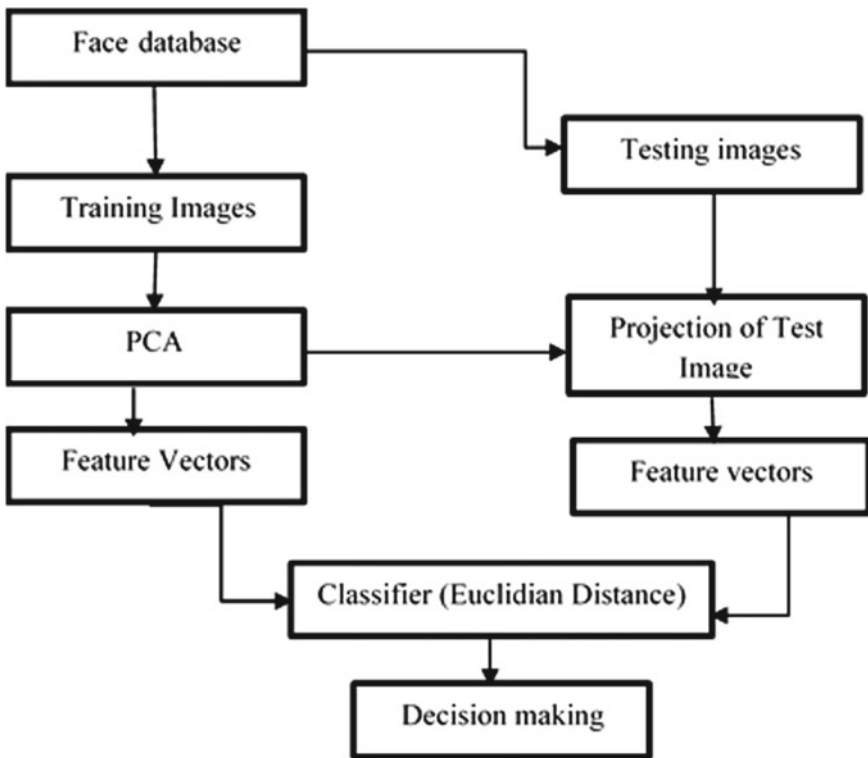 Face database
Testing images
Training Images
PCA
Projection of Test
Image
Feature Vectors
Feature vectors
Classifier (Euclidian Distance)
Decision making